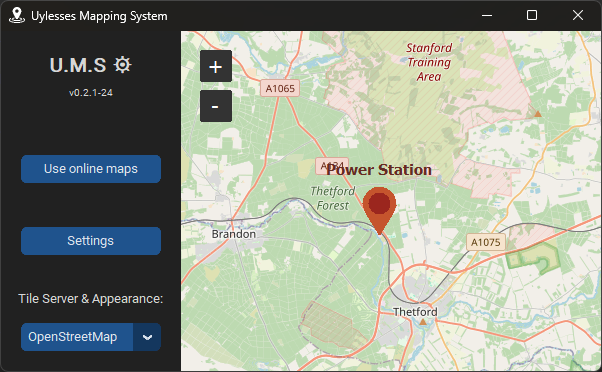 Uylesses Mapping System
U.M.S
v0.2.1-24
Use online maps
Settings
Tile Server & Appearance:
OpenStreetMap
+
-
Stanford
Training
Area
A1065
A134
Power Station
Thetford
Forest
Brandon
A1075
Thetford